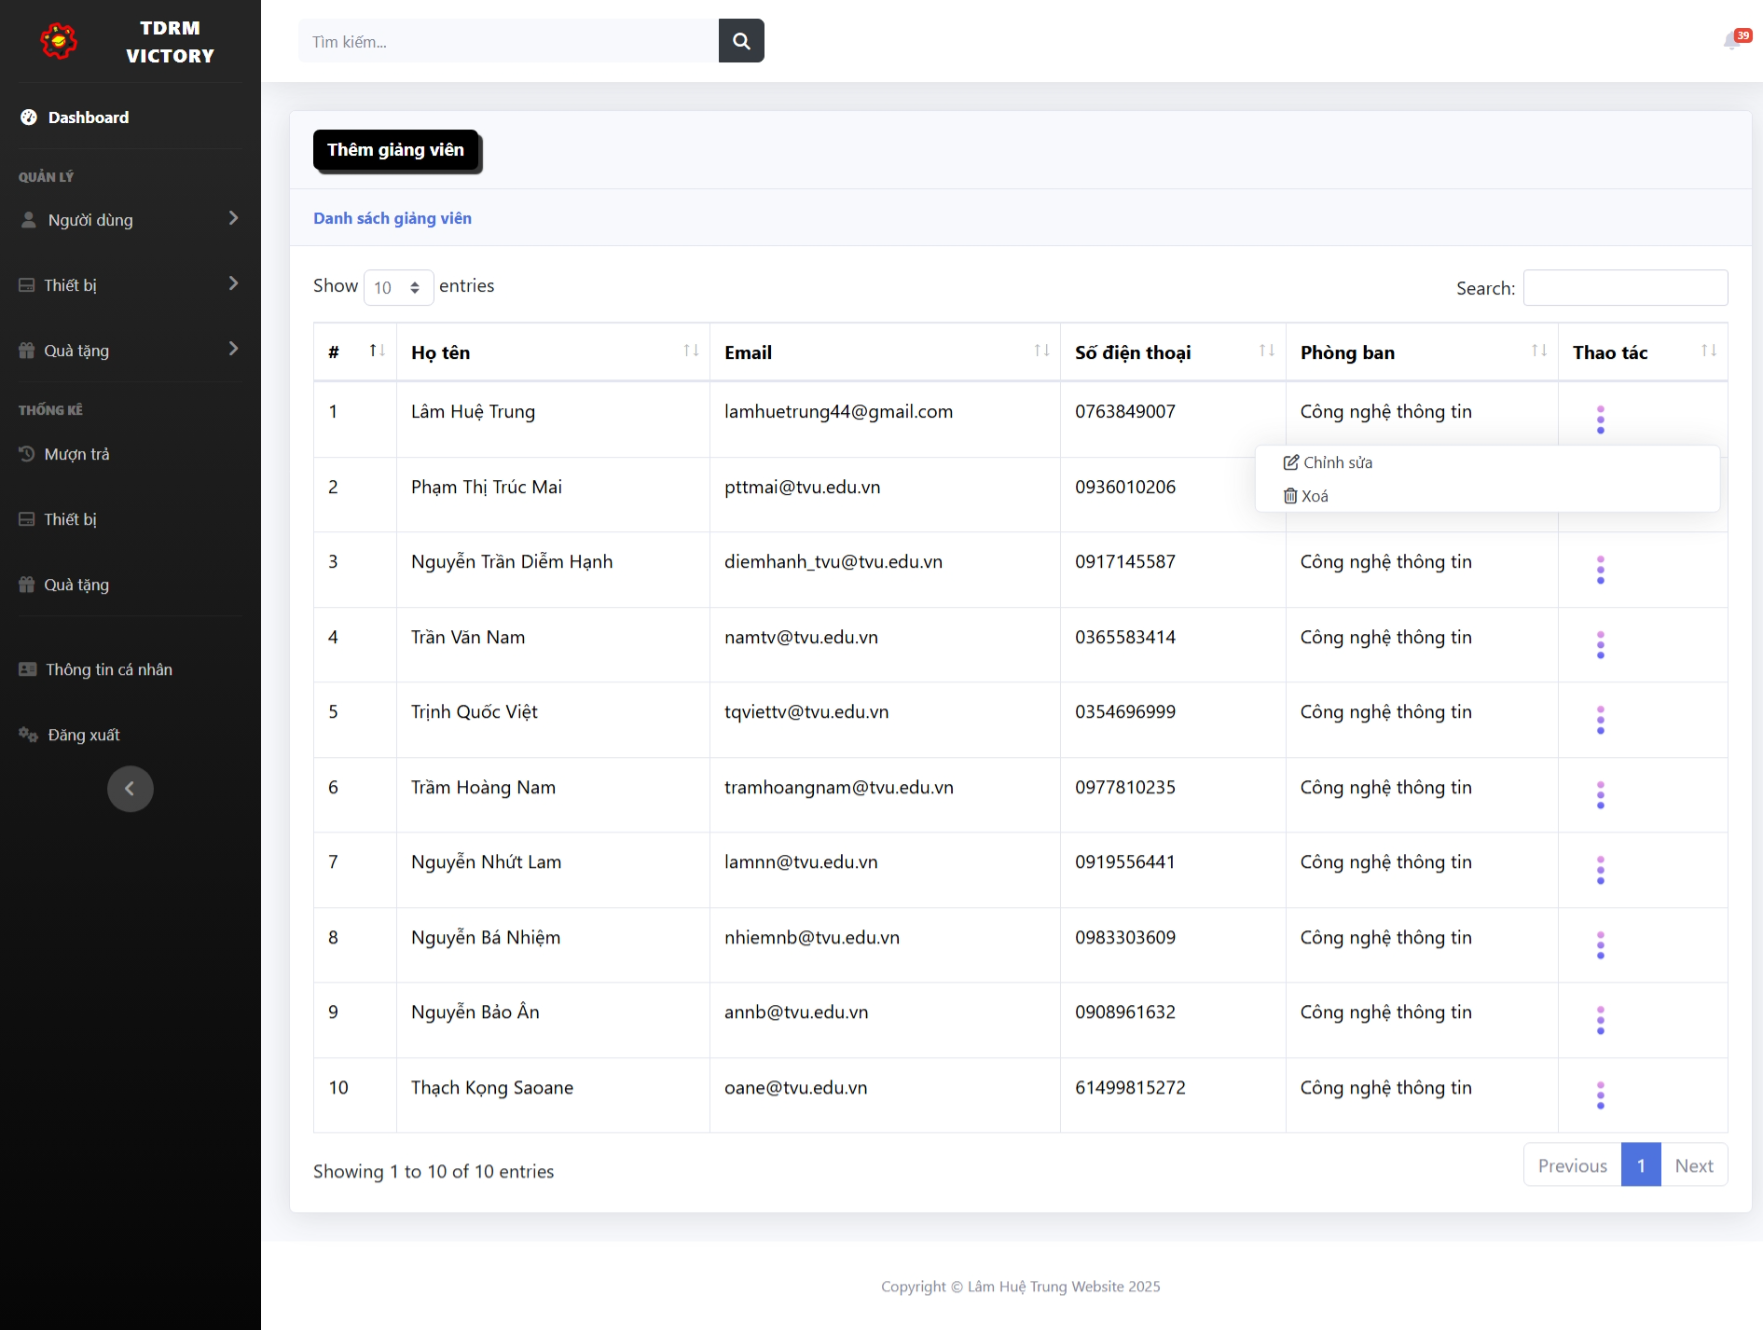 TDRM
VICTORY
Tìm kiếm...
39
Dashboard
QUẢN LÝ
Người dùng
Thiết bị
Quà tặng
THỐNG KÊ
Mượn trả
Thiết bị
Quà tặng
Thông tin cá nhân
Đăng xuất
Thêm giảng viên
Danh sách giảng viên
Show 10 entries
Search:
# Họ tên Email Số điện thoại Phòng ban Thao tác
1 Lâm Huệ Trung lamhuetrung44@gmail.com 0763849007 Công nghệ thông tin
Chỉnh sửa
Xoá
2 Phạm Thị Trúc Mai pttmai@tvu.edu.vn 0936010206
3 Nguyễn Trần Diễm Hạnh diemhanh_tvu@tvu.edu.vn 0917145587 Công nghệ thông tin
4 Trần Văn Nam namtv@tvu.edu.vn 0365583414 Công nghệ thông tin
5 Trịnh Quốc Việt tqviettv@tvu.edu.vn 0354696999 Công nghệ thông tin
6 Trầm Hoàng Nam tramhoangnam@tvu.edu.vn 0977810235 Công nghệ thông tin
7 Nguyễn Nhứt Lam lamnn@tvu.edu.vn 0919556441 Công nghệ thông tin
8 Nguyễn Bá Nhiệm nhiemnb@tvu.edu.vn 0983303609 Công nghệ thông tin
9 Nguyễn Bảo Ân annb@tvu.edu.vn 0908961632 Công nghệ thông tin
10 Thạch Kọng Saoane oane@tvu.edu.vn 61499815272 Công nghệ thông tin
Showing 1 to 10 of 10 entries
Previous 1 Next
Copyright © Lâm Huệ Trung Website 2025